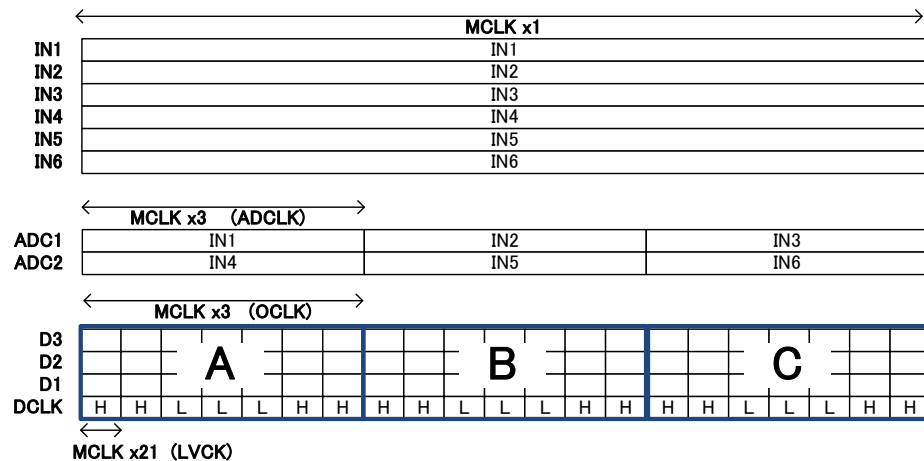 MCLK x1
IN1 IN1
IN2 IN2
IN3 IN3
IN4 IN4
IN5 IN5
IN6 IN6
MCLK x3 (ADCLK)
ADC1 IN1 IN2 IN3
ADC2 IN4 IN5 IN6
MCLK x3 (OCLK)
D3
D2 A B C
D1
DCLK H H L L L H H H H L L L H H H H L L L H H
MCLK x21 (LVCK)